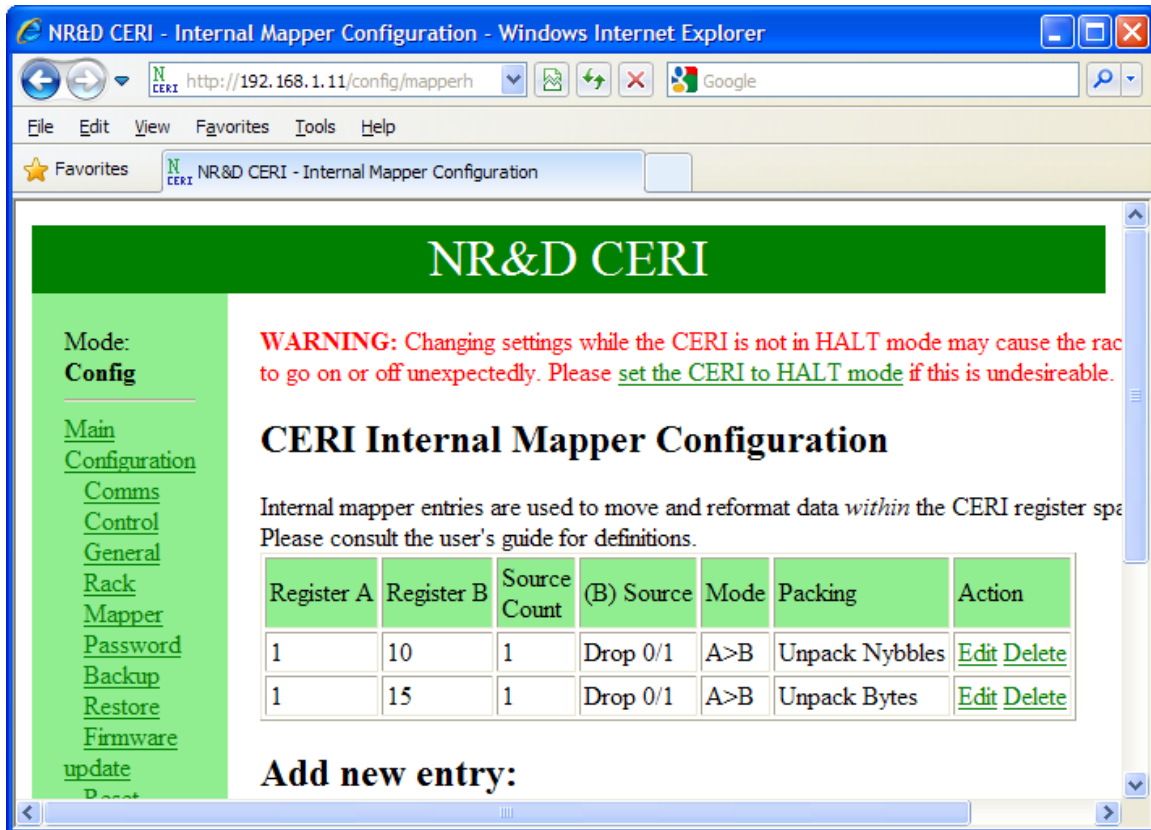 NR&D CERI - Internal Mapper Configuration - Windows Internet Explorer
N CERI http://192.168.1.11/config/mapperh Google
File Edit View Favorites Tools Help
Favorites N CERI NR&D CERI - Internal Mapper Configuration
NR&D CERI
Mode:
Config
Main
Configuration
Comms
Control
General
Rack
Mapper
Password
Backup
Restore
Firmware
update
Reset
WARNING: Changing settings while the CERI is not in HALT mode may cause the rac
to go on or off unexpectedly. Please set the CERI to HALT mode if this is undesireable.
CERI Internal Mapper Configuration
Internal mapper entries are used to move and reformat data within the CERI register spa
Please consult the user's guide for definitions.
Register A Register B Source Count (B) Source Mode Packing Action
1 10 1 Drop 0/1 A>B Unpack Nybbles Edit Delete
1 15 1 Drop 0/1 A>B Unpack Bytes Edit Delete
Add new entry: